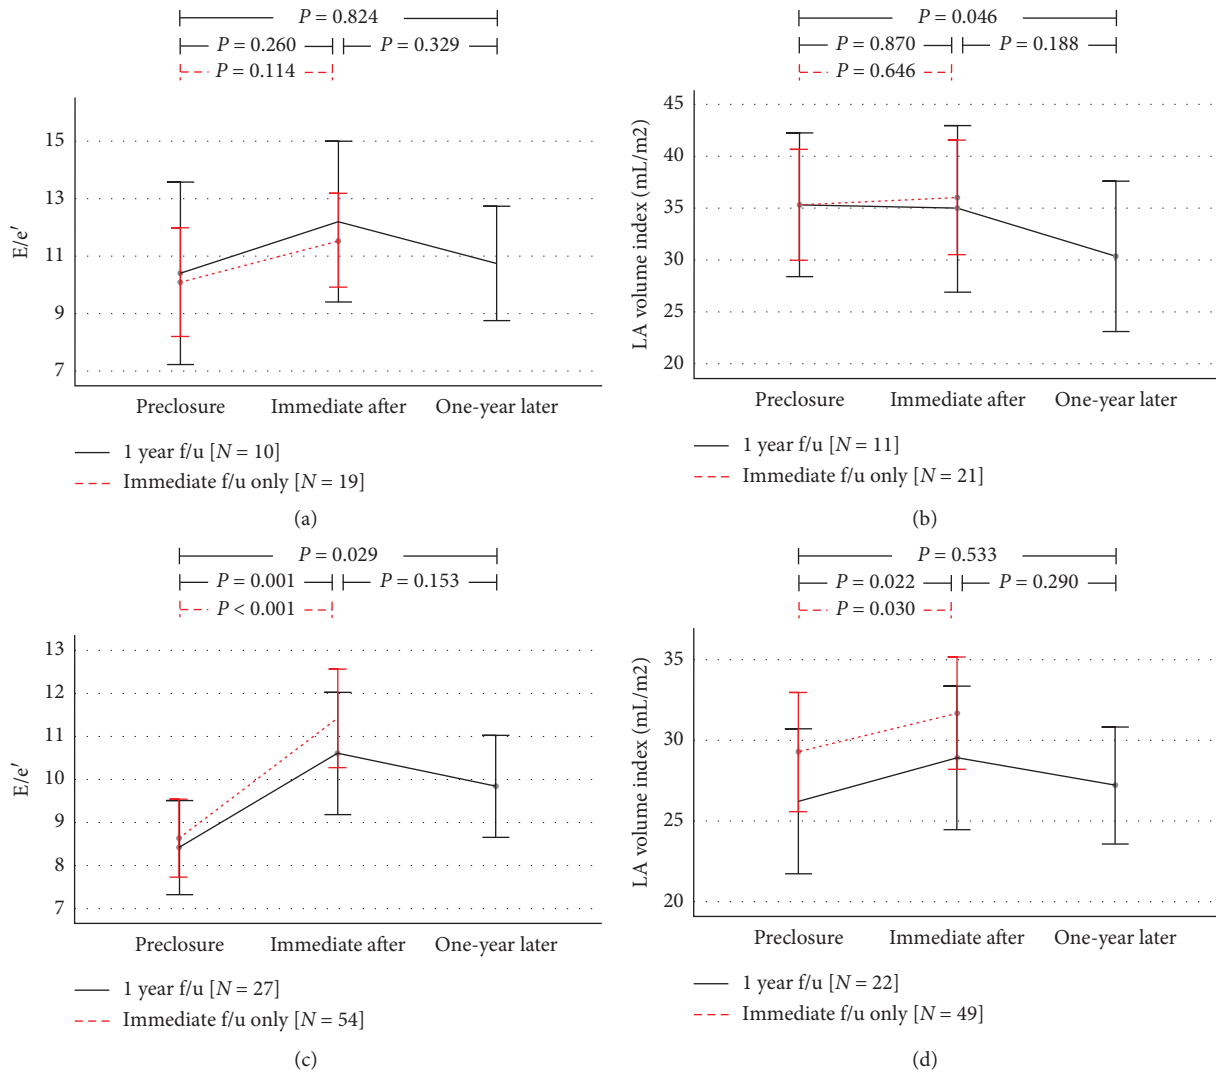 P = 0.824
P = 0.260
P = 0.329
P = 0.114
E/e′
15
13
11
9
7
Preclosure
Immediate after
One-year later
1 year f/u [N = 10]
Immediate f/u only [N = 19]
(a)
P = 0.046
P = 0.870
P = 0.188
P = 0.646
LA volume index (mL/m2)
45
40
35
30
25
20
Preclosure
Immediate after
One-year later
1 year f/u [N = 11]
Immediate f/u only [N = 21]
(b)
P = 0.029
P = 0.001
P = 0.153
P < 0.001
E/e′
13
12
11
10
9
8
7
Preclosure
Immediate after
One-year later
1 year f/u [N = 27]
Immediate f/u only [N = 54]
(c)
P = 0.533
P = 0.022
P = 0.290
P = 0.030
LA volume index (mL/m2)
35
30
25
20
Preclosure
Immediate after
One-year later
1 year f/u [N = 22]
Immediate f/u only [N = 49]
(d)